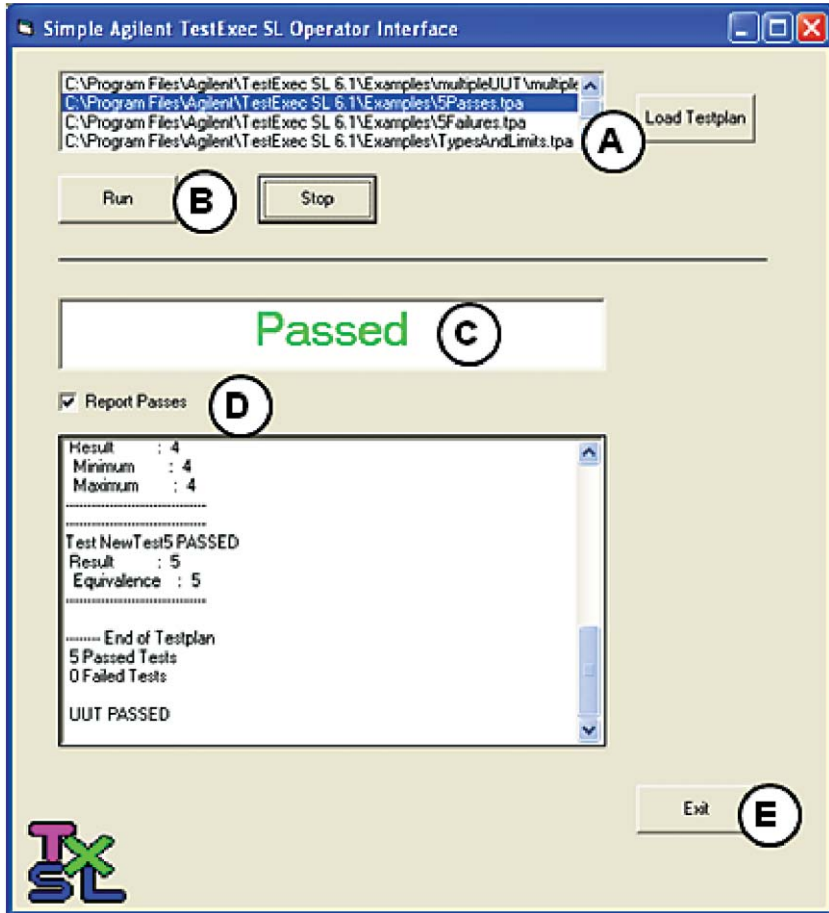 Simple Agilent TestExec SL Operator Interface
C:\Program Files\Agilent\TestExec SL 6.1\Examples\multipleUUT\multiple
C:\Program Files\Agilent\TestExec SL 6.1\Examples\5Passes.tpa
C:\Program Files\Agilent\TestExec SL 6.1\Examples\5Failures.tpa
C:\Program Files\Agilent\TestExec SL 6.1\Examples\TypesAndLimits.tpa
A
Load Testplan
Run
B
Stop
Passed
C
Report Passes
D
Result : 4
Minimum : 4
Maximum : 4
-----------------------------------
-----------------------------------
Test NewTest5 PASSED
Result : 5
Equivalence : 5
-----------------------------------
-------- End of Testplan
5 Passed Tests
0 Failed Tests
UUT PASSED
Exit
E
TX
SL